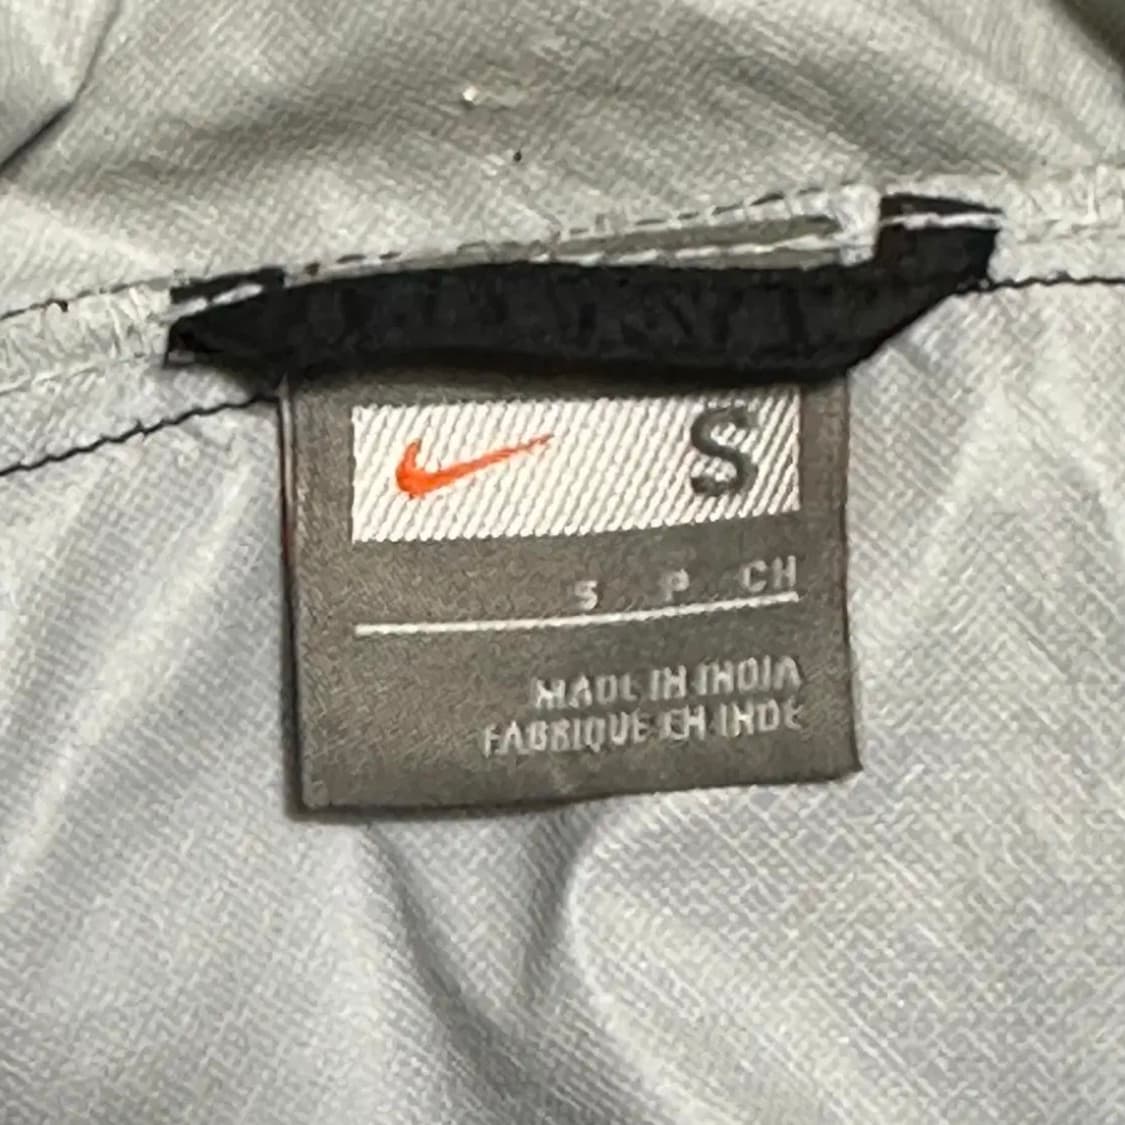 S
S P CH
MADE IN INDIA
FABRIQUE EN INDE